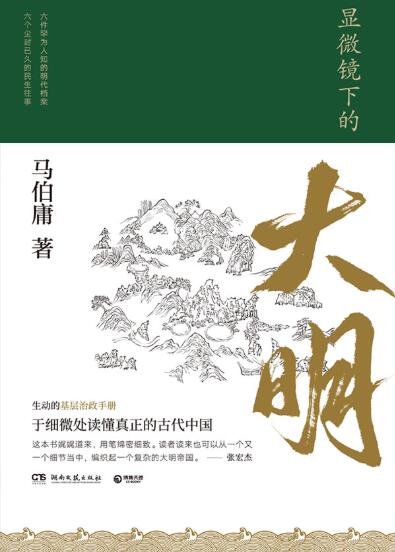 六件罕为人知的明代档案
六个尘封已久的民生往事
显微镜下的
大明
马伯庸 著
生动的基层治政手册
于细微处读懂真正的古代中国
这本书娓娓道来，用笔绵密细致。读者读来也可以从一个又
一个细节当中，编织起一个复杂的大明帝国。 —— 张宏杰
湖南文艺出版社
博集天卷
CS-BOOKY